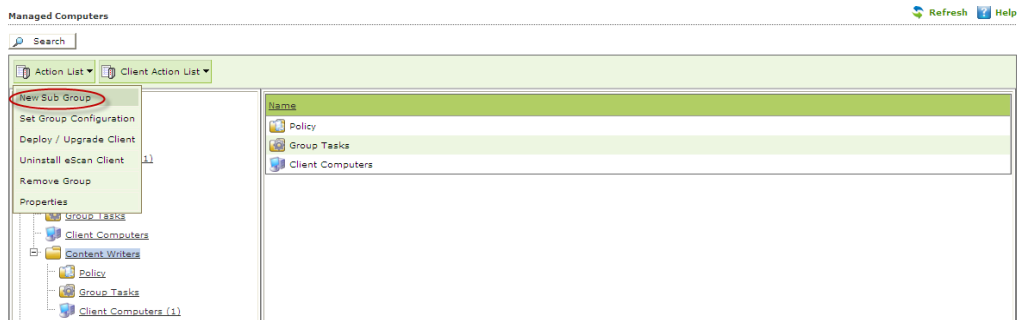 Managed Computers
Refresh Help
Search
Action List Client Action List
New Sub Group
Set Group Configuration
Deploy / Upgrade Client
Uninstall eScan Client
Remove Group
Properties
1)
Group Tasks
Client Computers
Content Writers
Policy
Group Tasks
Client Computers (1)
Name
Policy
Group Tasks
Client Computers